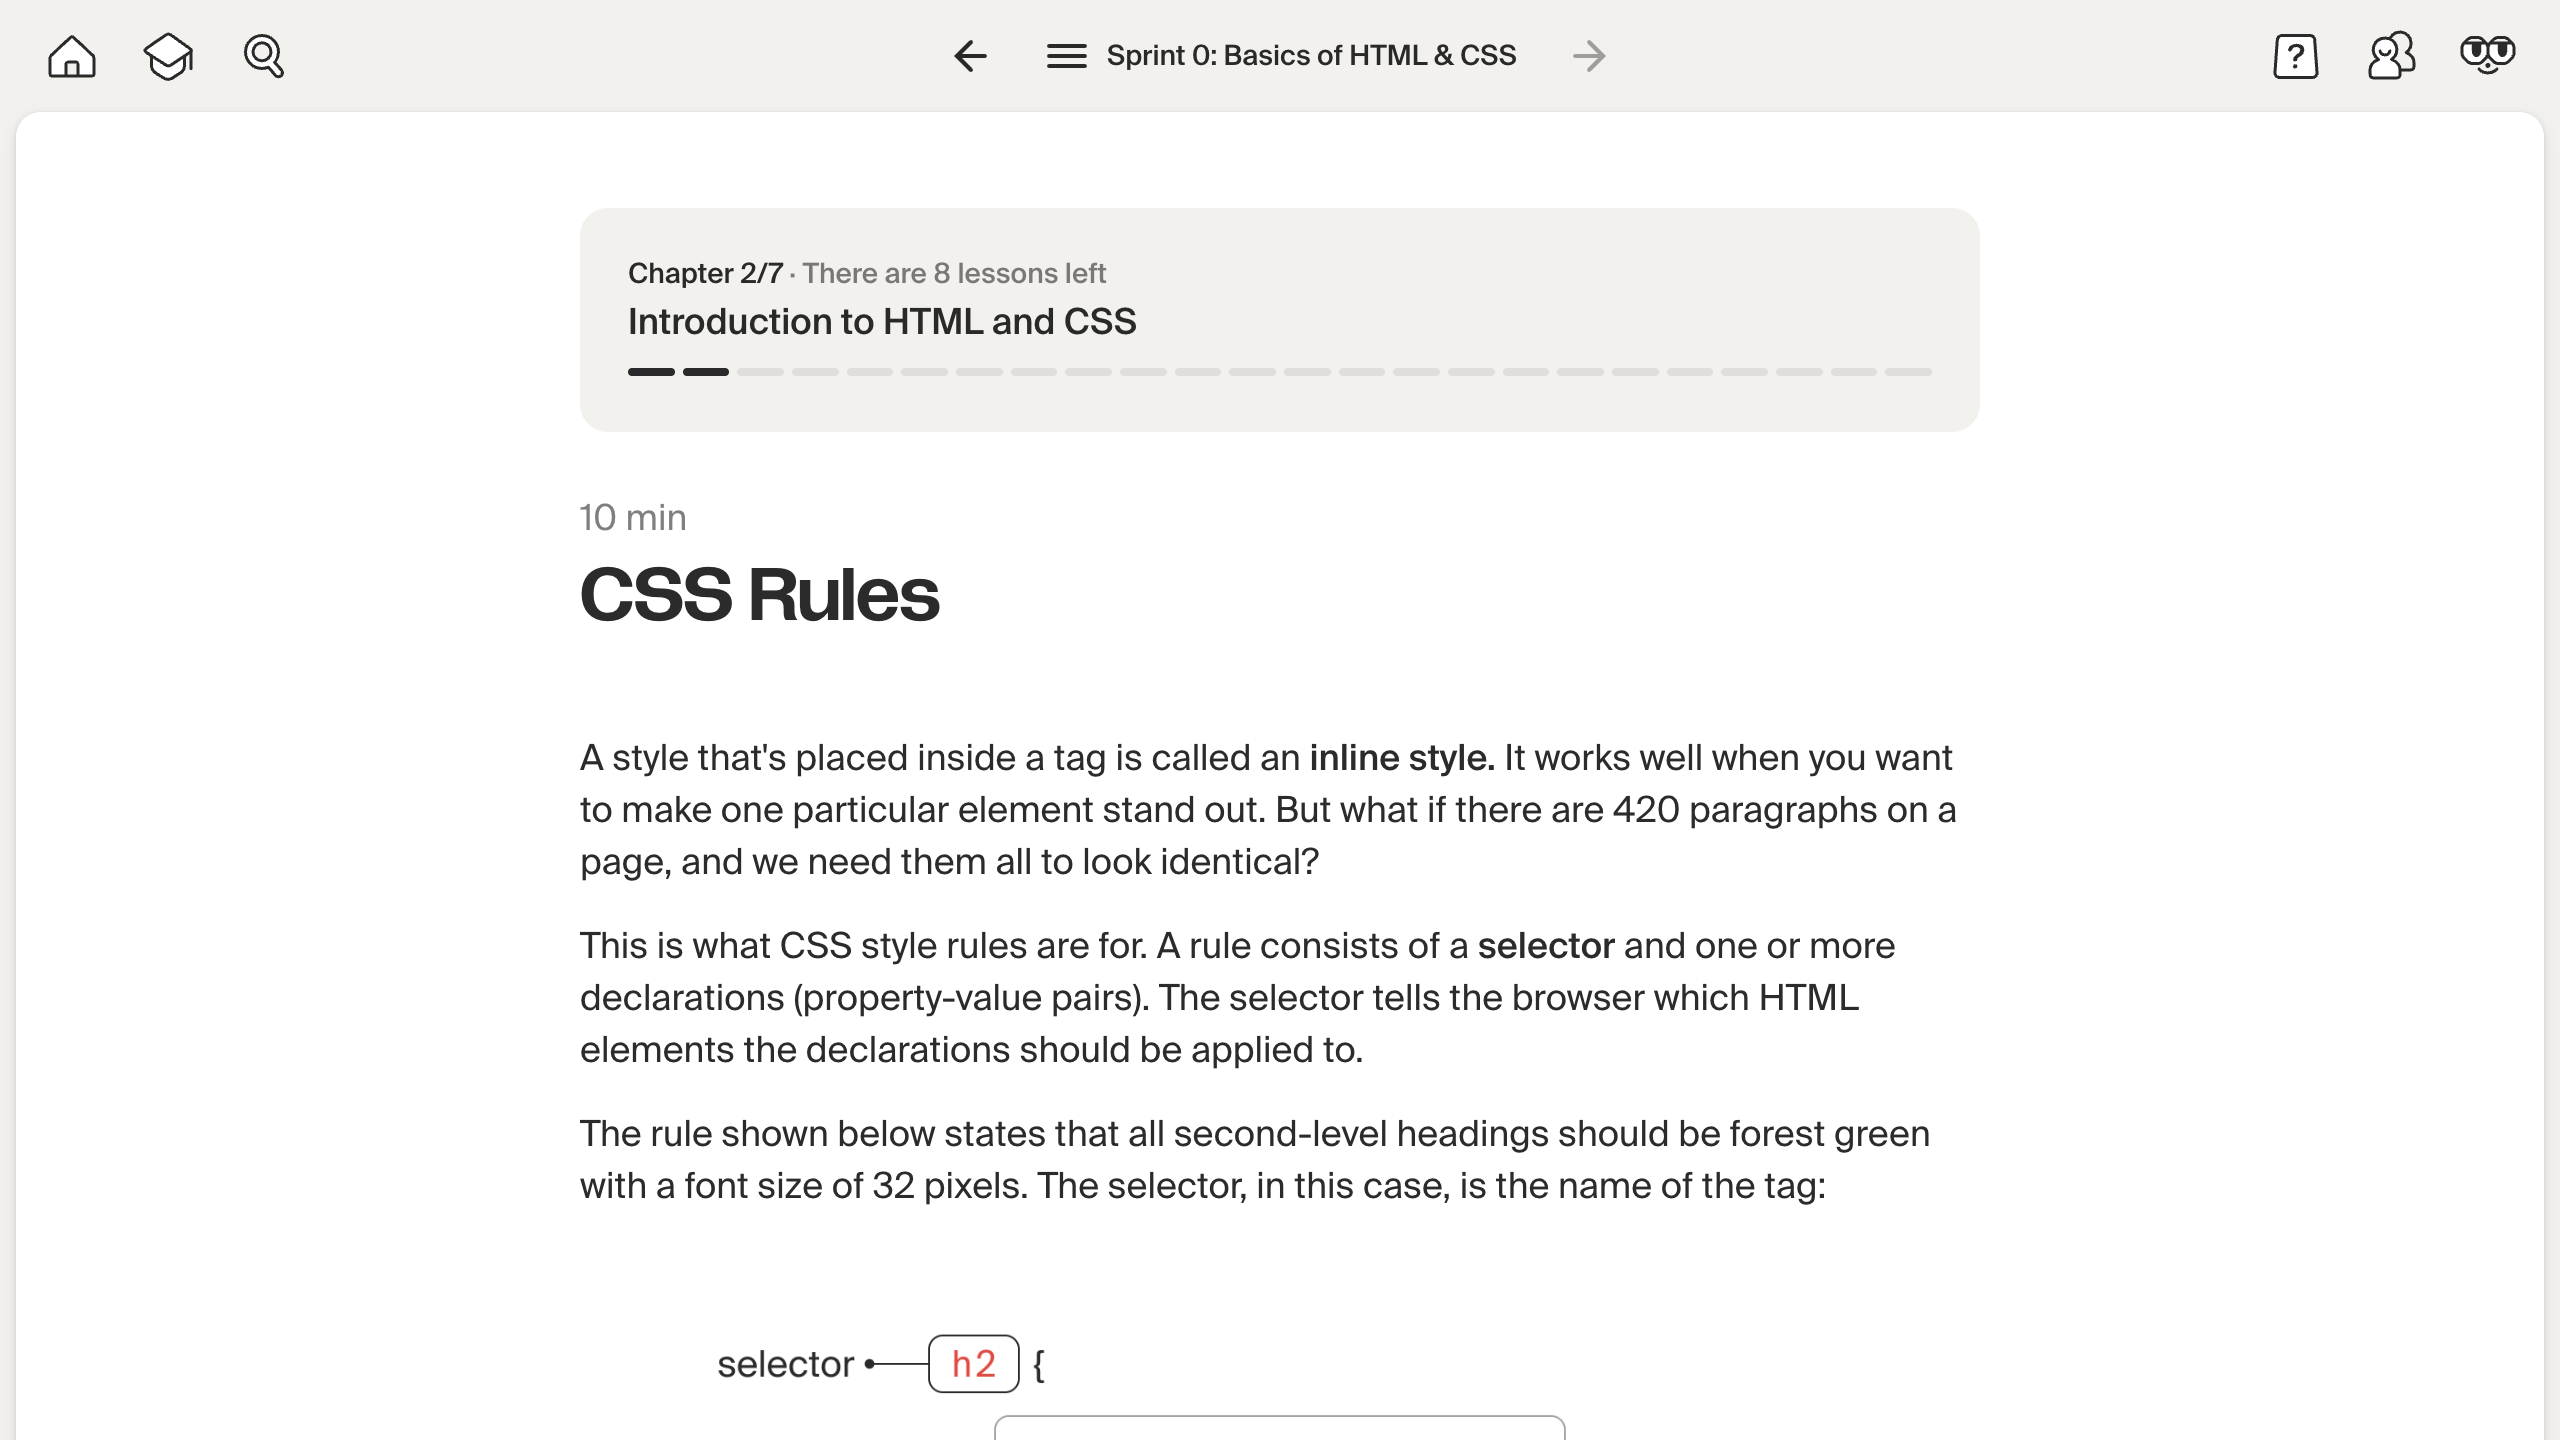 Sprint 0: Basics of HTML & CSS
?
Chapter 2/7 · There are 8 lessons left
Introduction to HTML and CSS
10 min
CSS Rules
A style that's placed inside a tag is called an inline style. It works well when you want
to make one particular element stand out. But what if there are 420 paragraphs on a
page, and we need them all to look identical?
This is what CSS style rules are for. A rule consists of a selector and one or more
declarations (property-value pairs). The selector tells the browser which HTML
elements the declarations should be applied to.
The rule shown below states that all second-level headings should be forest green
with a font size of 32 pixels. The selector, in this case, is the name of the tag:
selector h2 {